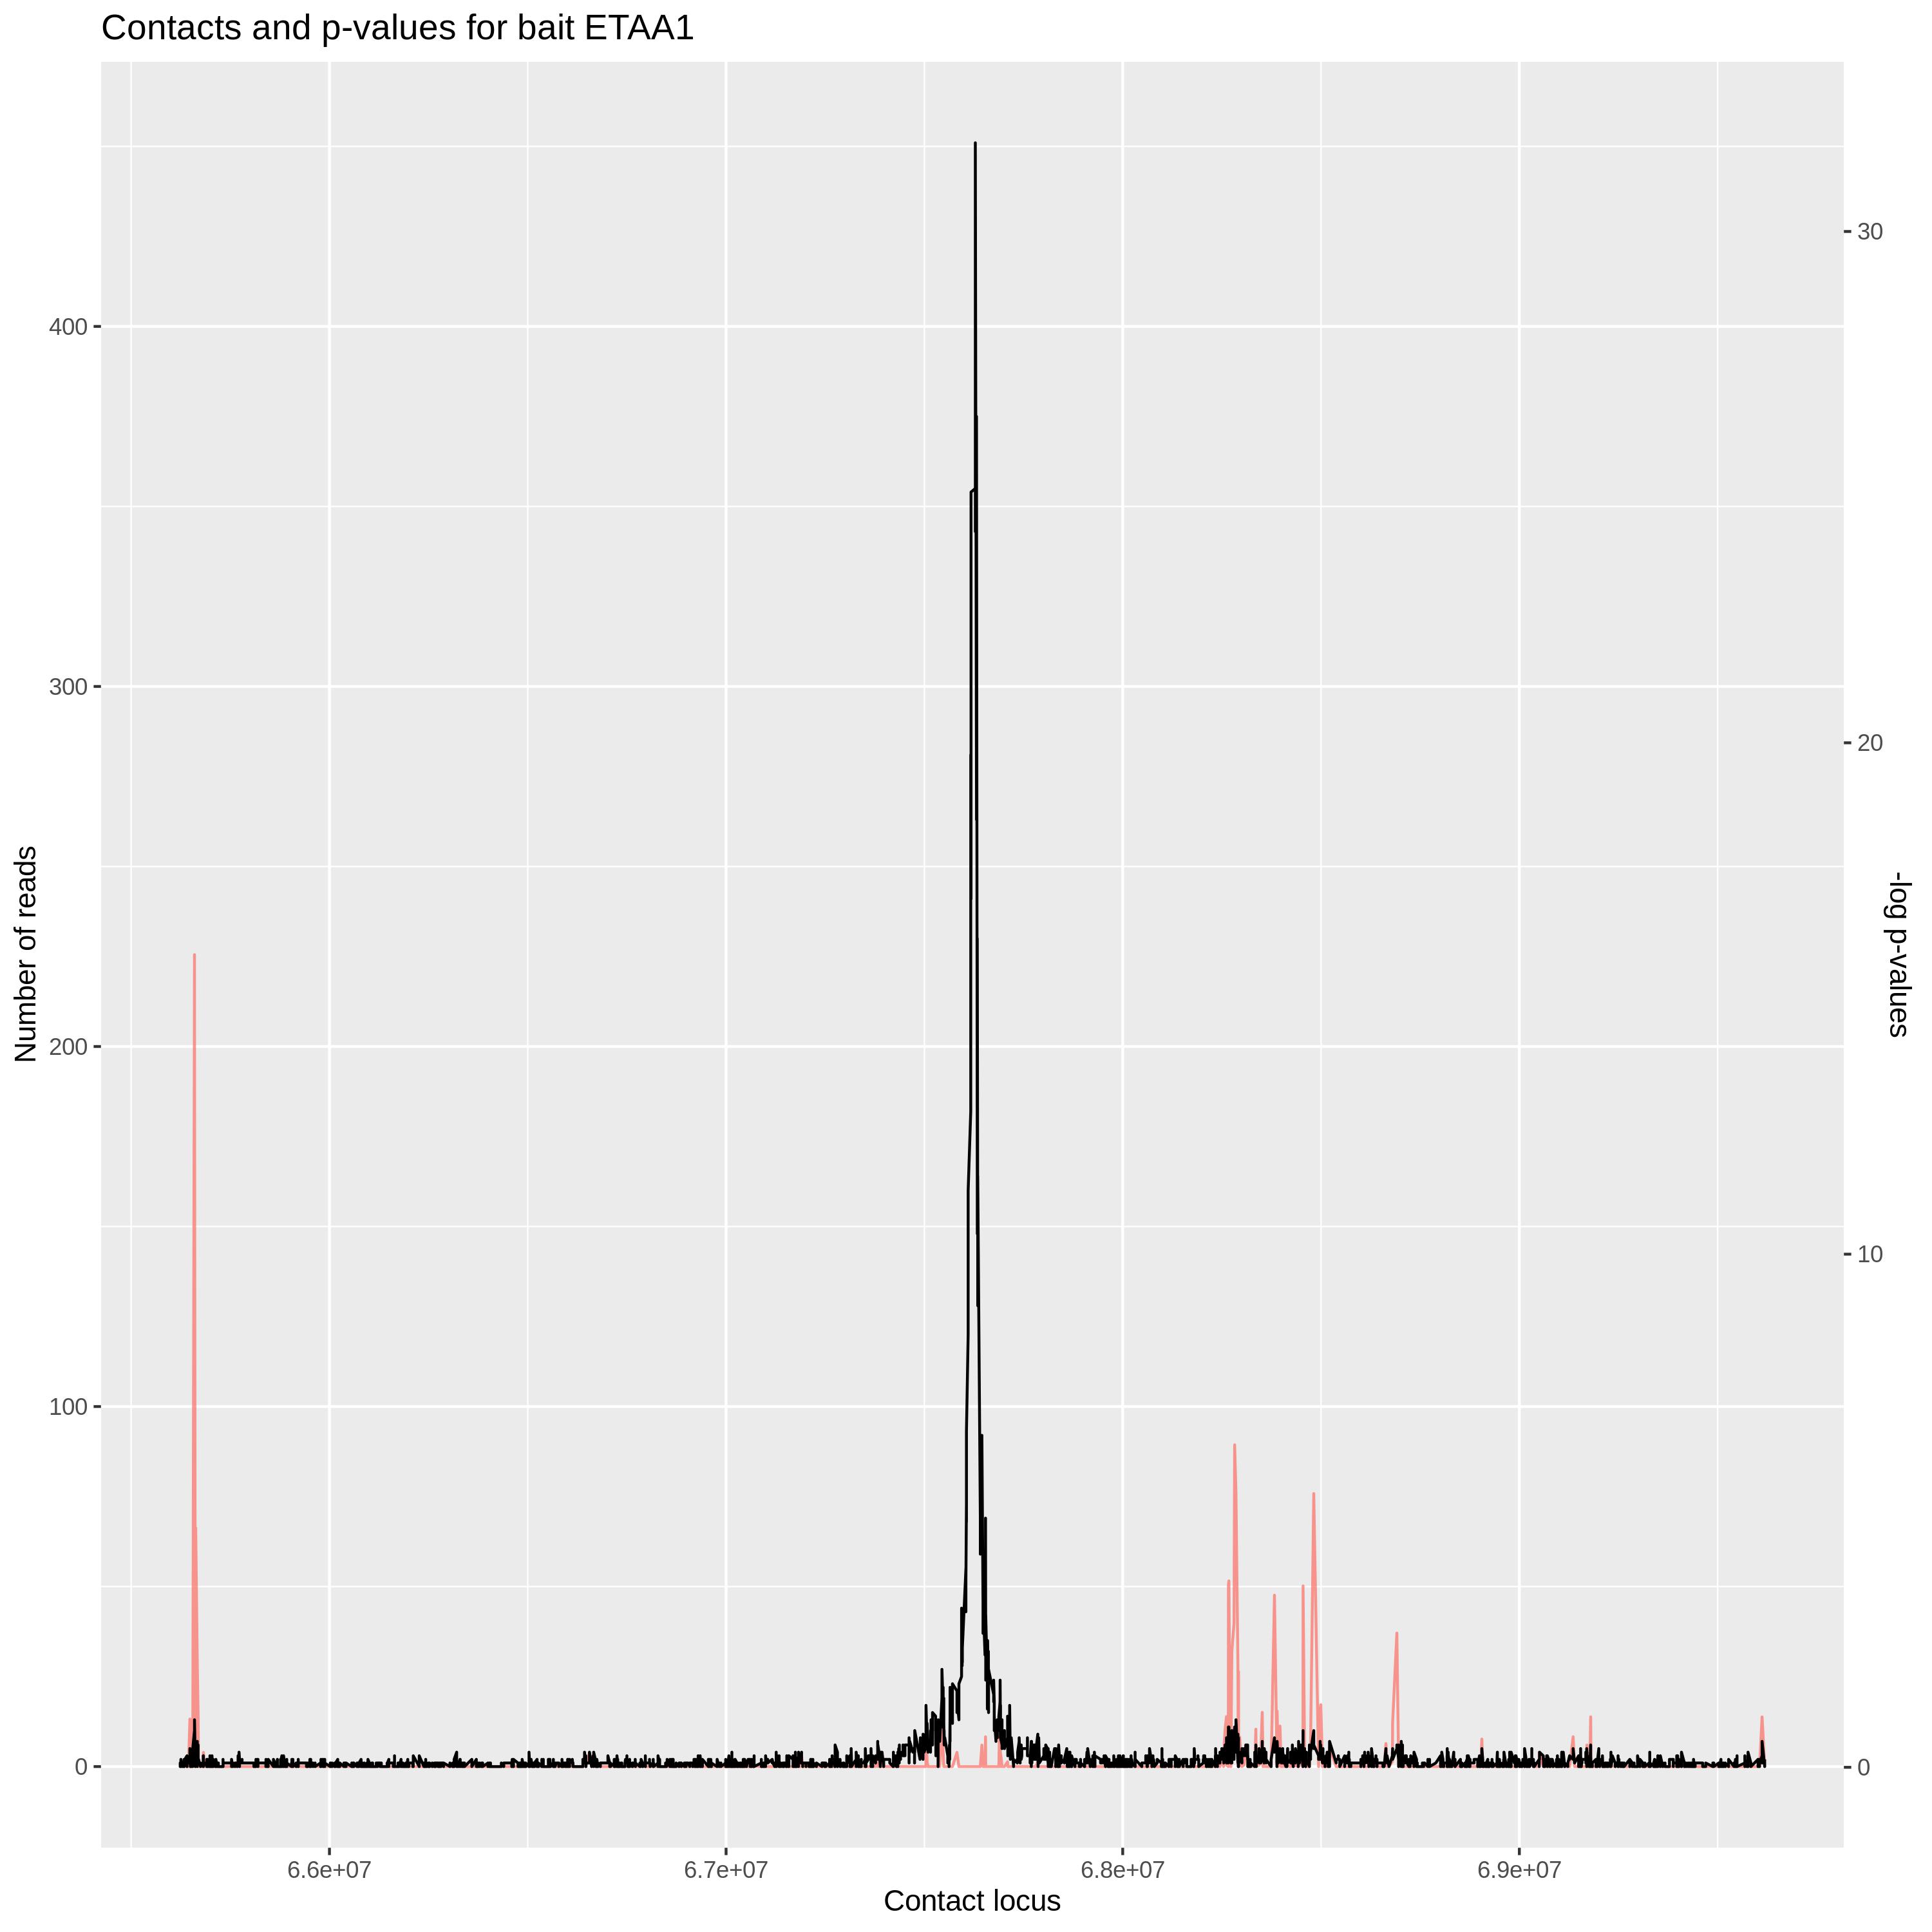 Contacts and p-values for bait ETAA1
Number of reads
400
300
200
100
0
30
20
10
0
-log p-values
6.6e+07
6.7e+07
6.8e+07
6.9e+07
Contact locus